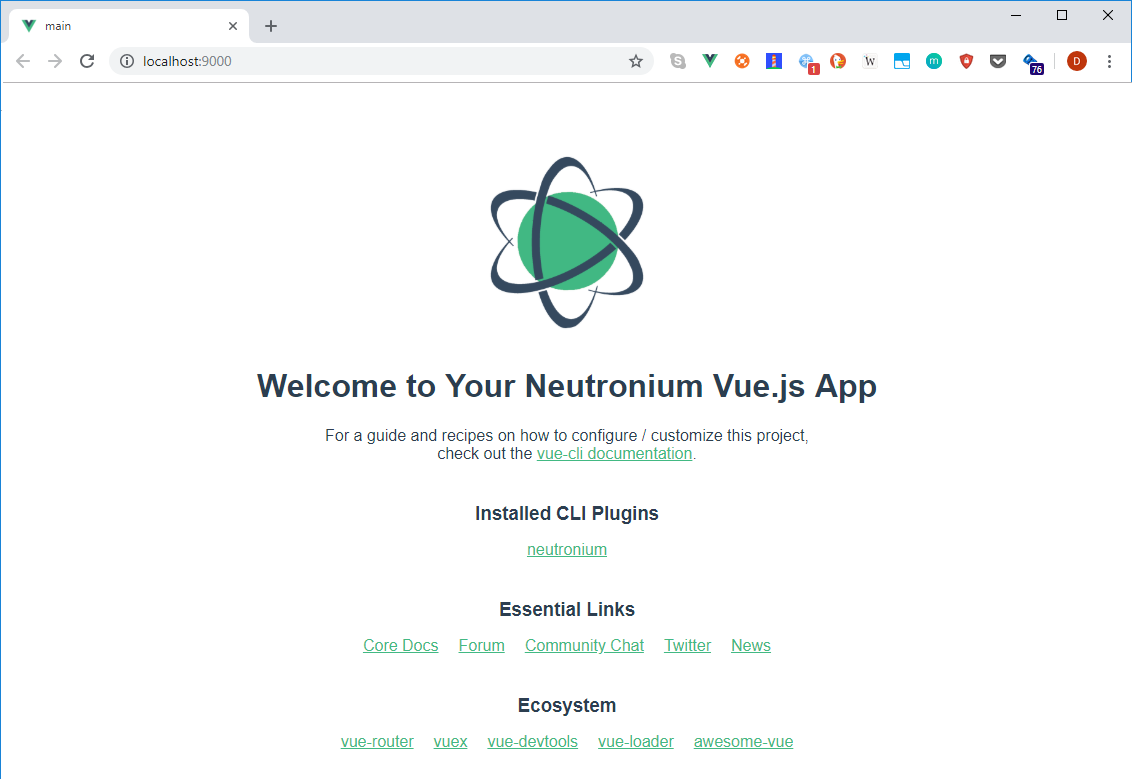 main
localhost:9000
S
W
m
1
76
D
Welcome to Your Neutronium Vue.js App
For a guide and recipes on how to configure / customize this project,
check out the vue-cli documentation.
Installed CLI Plugins
neutronium
Essential Links
Core Docs Forum Community Chat Twitter News
Ecosystem
vue-router vuex vue-devtools vue-loader awesome-vue